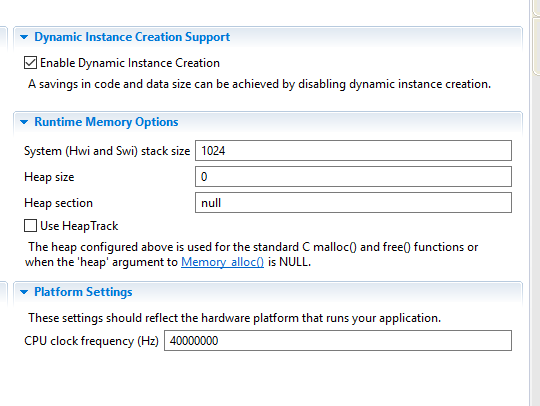 Dynamic Instance Creation Support
Enable Dynamic Instance Creation
A savings in code and data size can be achieved by disabling dynamic instance creation.
Runtime Memory Options
System (Hwi and Swi) stack size 1024
Heap size 0
Heap section null
Use HeapTrack
The heap configured above is used for the standard C malloc() and free() functions or
when the 'heap' argument to Memory_alloc() is NULL.
Platform Settings
These settings should reflect the hardware platform that runs your application.
CPU clock frequency (Hz) 40000000